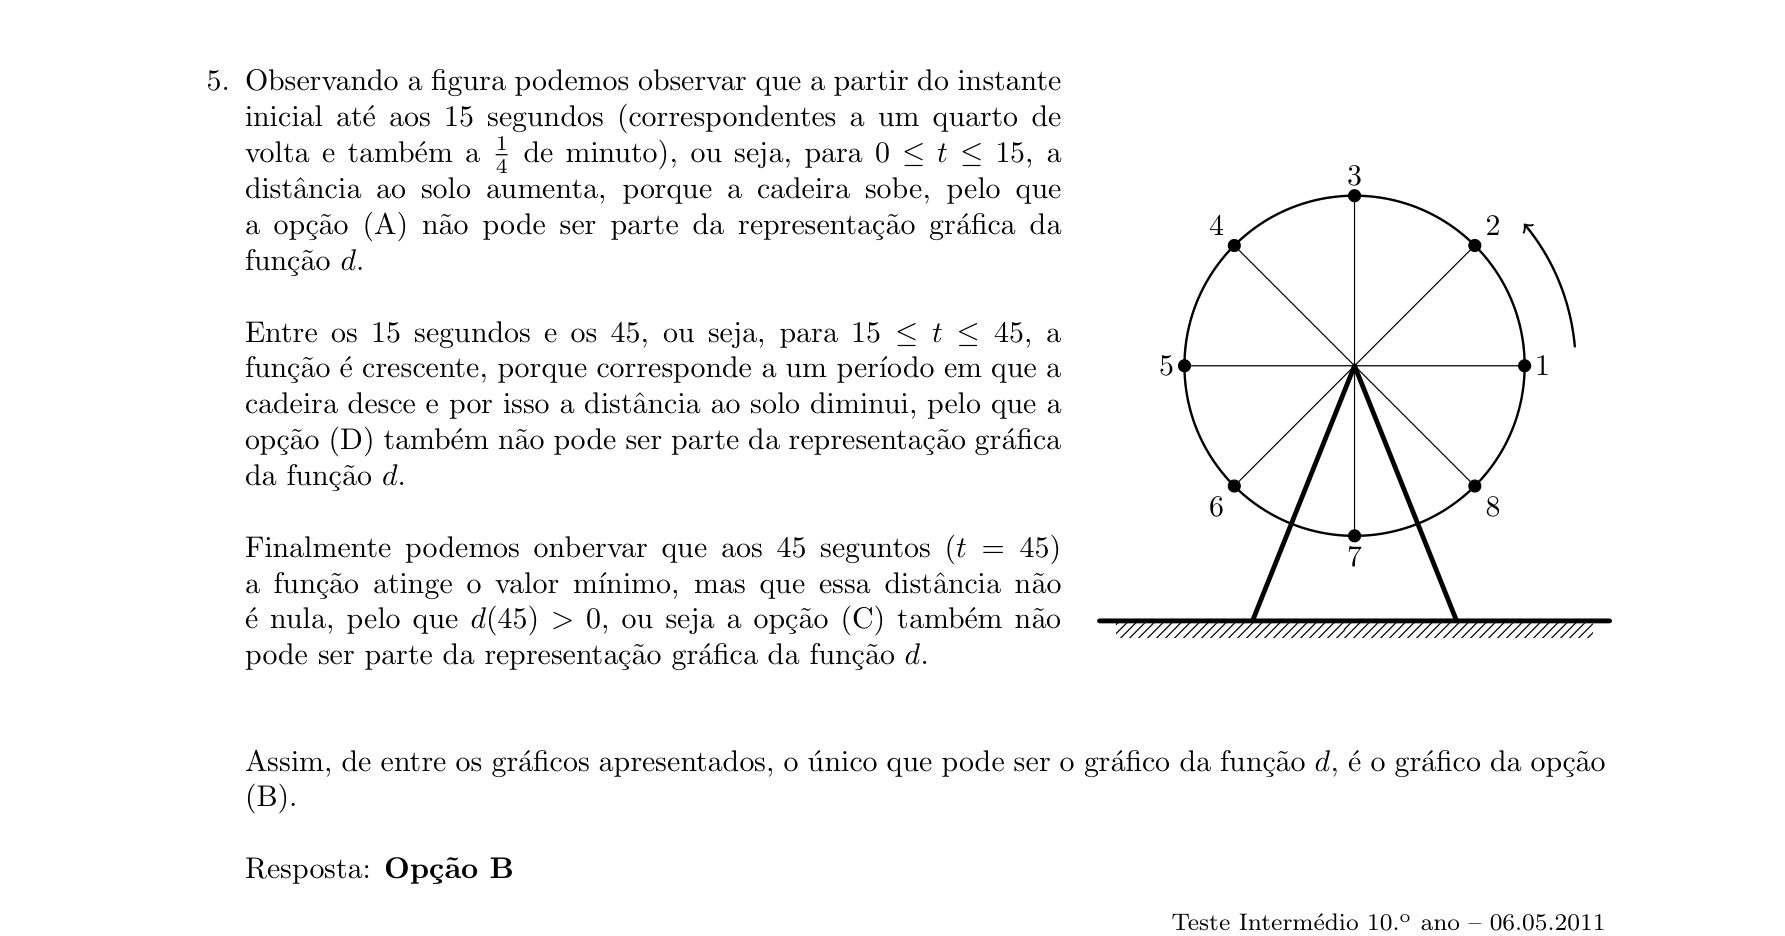 5. Observando a figura podemos observar que a partir do instante
inicial até aos 15 segundos (correspondentes a um quarto de
volta e também a 1/4 de minuto), ou seja, para 0 ≤ t ≤ 15, a
distância ao solo aumenta, porque a cadeira sobe, pelo que
a opção (A) não pode ser parte da representação gráfica da
função d.
Entre os 15 segundos e os 45, ou seja, para 15 ≤ t ≤ 45, a
função é crescente, porque corresponde a um período em que a
cadeira desce e por isso a distância ao solo diminui, pelo que a
opção (D) também não pode ser parte da representação gráfica
da função d.
Finalmente podemos onbervar que aos 45 seguntos (t = 45)
a função atinge o valor mínimo, mas que essa distância não
é nula, pelo que d(45) > 0, ou seja a opção (C) também não
pode ser parte da representação gráfica da função d.
3
4
2
5
1
6
8
7
Assim, de entre os gráficos apresentados, o único que pode ser o gráfico da função d, é o gráfico da opção
(B).
Resposta: Opção B
Teste Intermédio 10.º ano – 06.05.2011